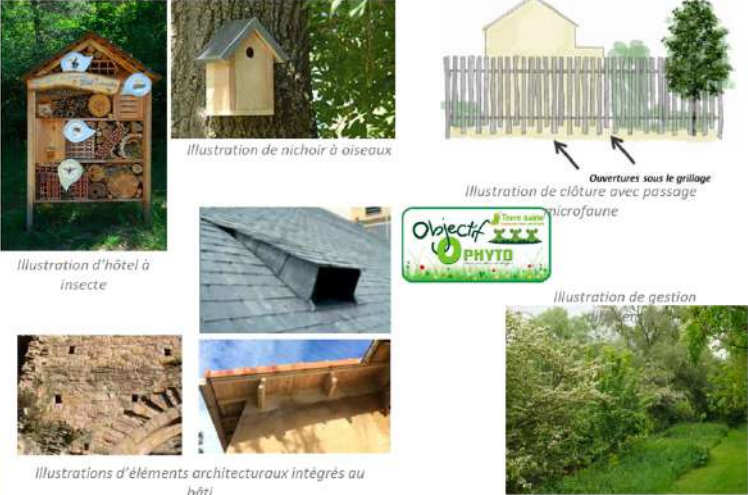 Illustration de nichoir à oiseaux
Ouvertures sous le grillage
Illustration de clôture avec passage
microfaune
Illustration d'hôtel à
insecte
Objectif
Terre saine
PHYTO
Illustration de gestion
Illustrations d'éléments architecturaux intégrés au
bâti